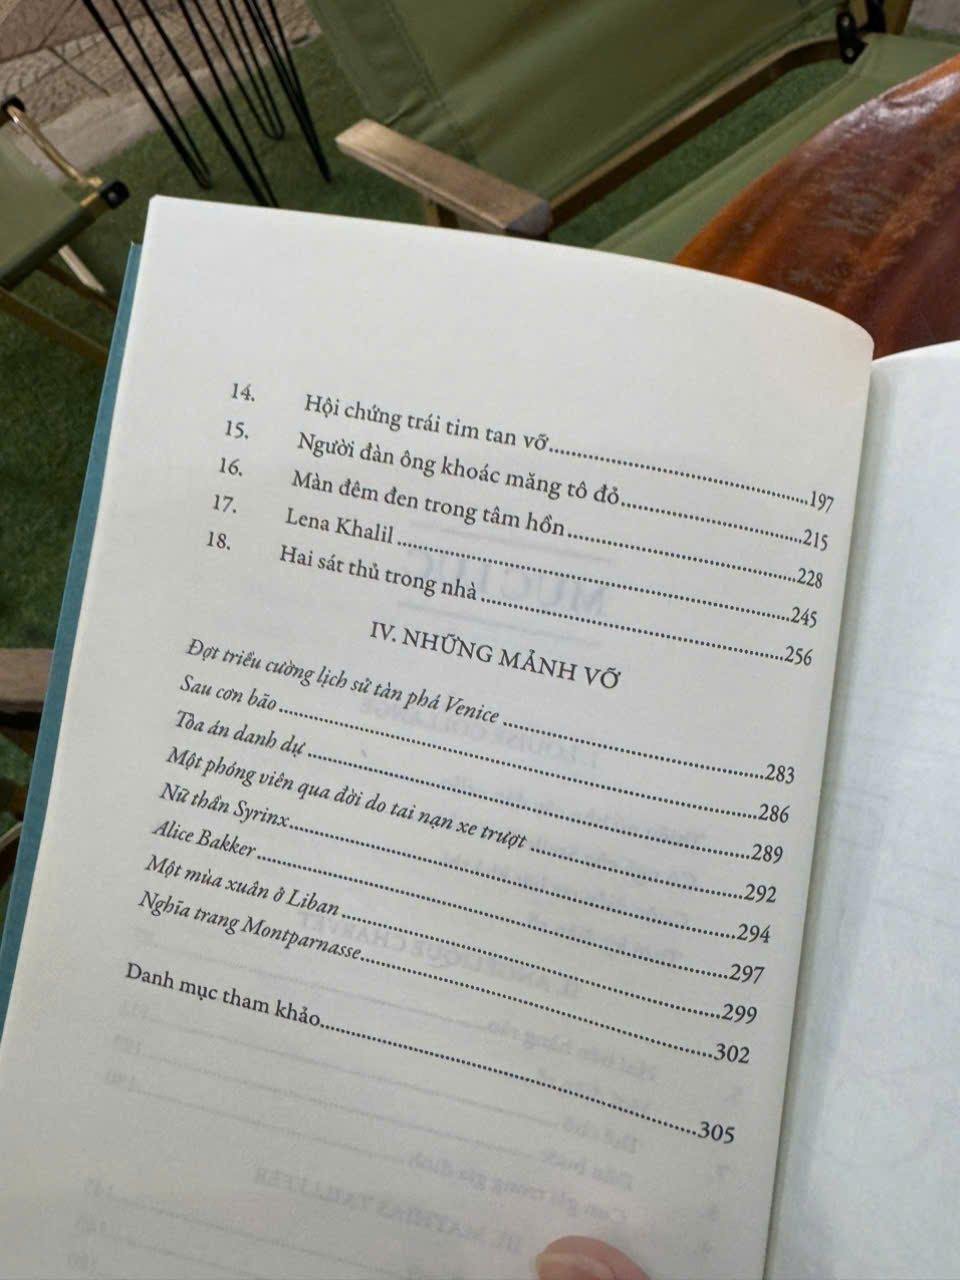 14. Hội chứng trái tim tan vỡ..........197
15. Người đàn ông khoác măng tô đỏ..........215
16. Màn đêm đen trong tâm hồn..........228
17. Lena Khalil..........245
18. Hai sát thủ trong nhà..........256
IV. NHỮNG MẢNH VỠ
Đợt triều cường lịch sử tàn phá Venice..........283
Sau cơn bão..........286
Tòa án danh dự..........289
Một phóng viên qua đời do tai nạn xe trượt..........292
Nữ thần Syrinx..........294
Alice Bakker..........297
Một mùa xuân ở Liban..........299
Nghĩa trang Montparnasse..........302
Danh mục tham khảo..........305